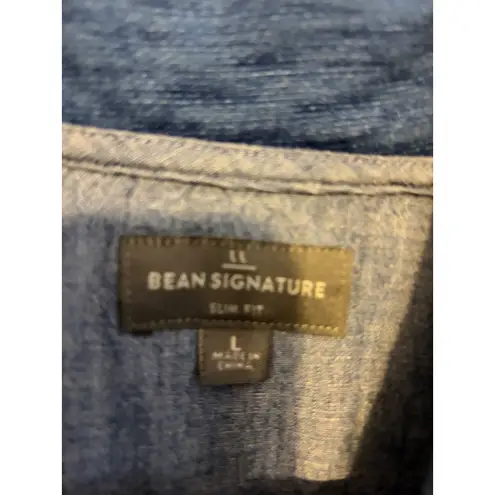 LL
BEAN SIGNATURE
SLIM FIT
L
MADE IN
CHINA